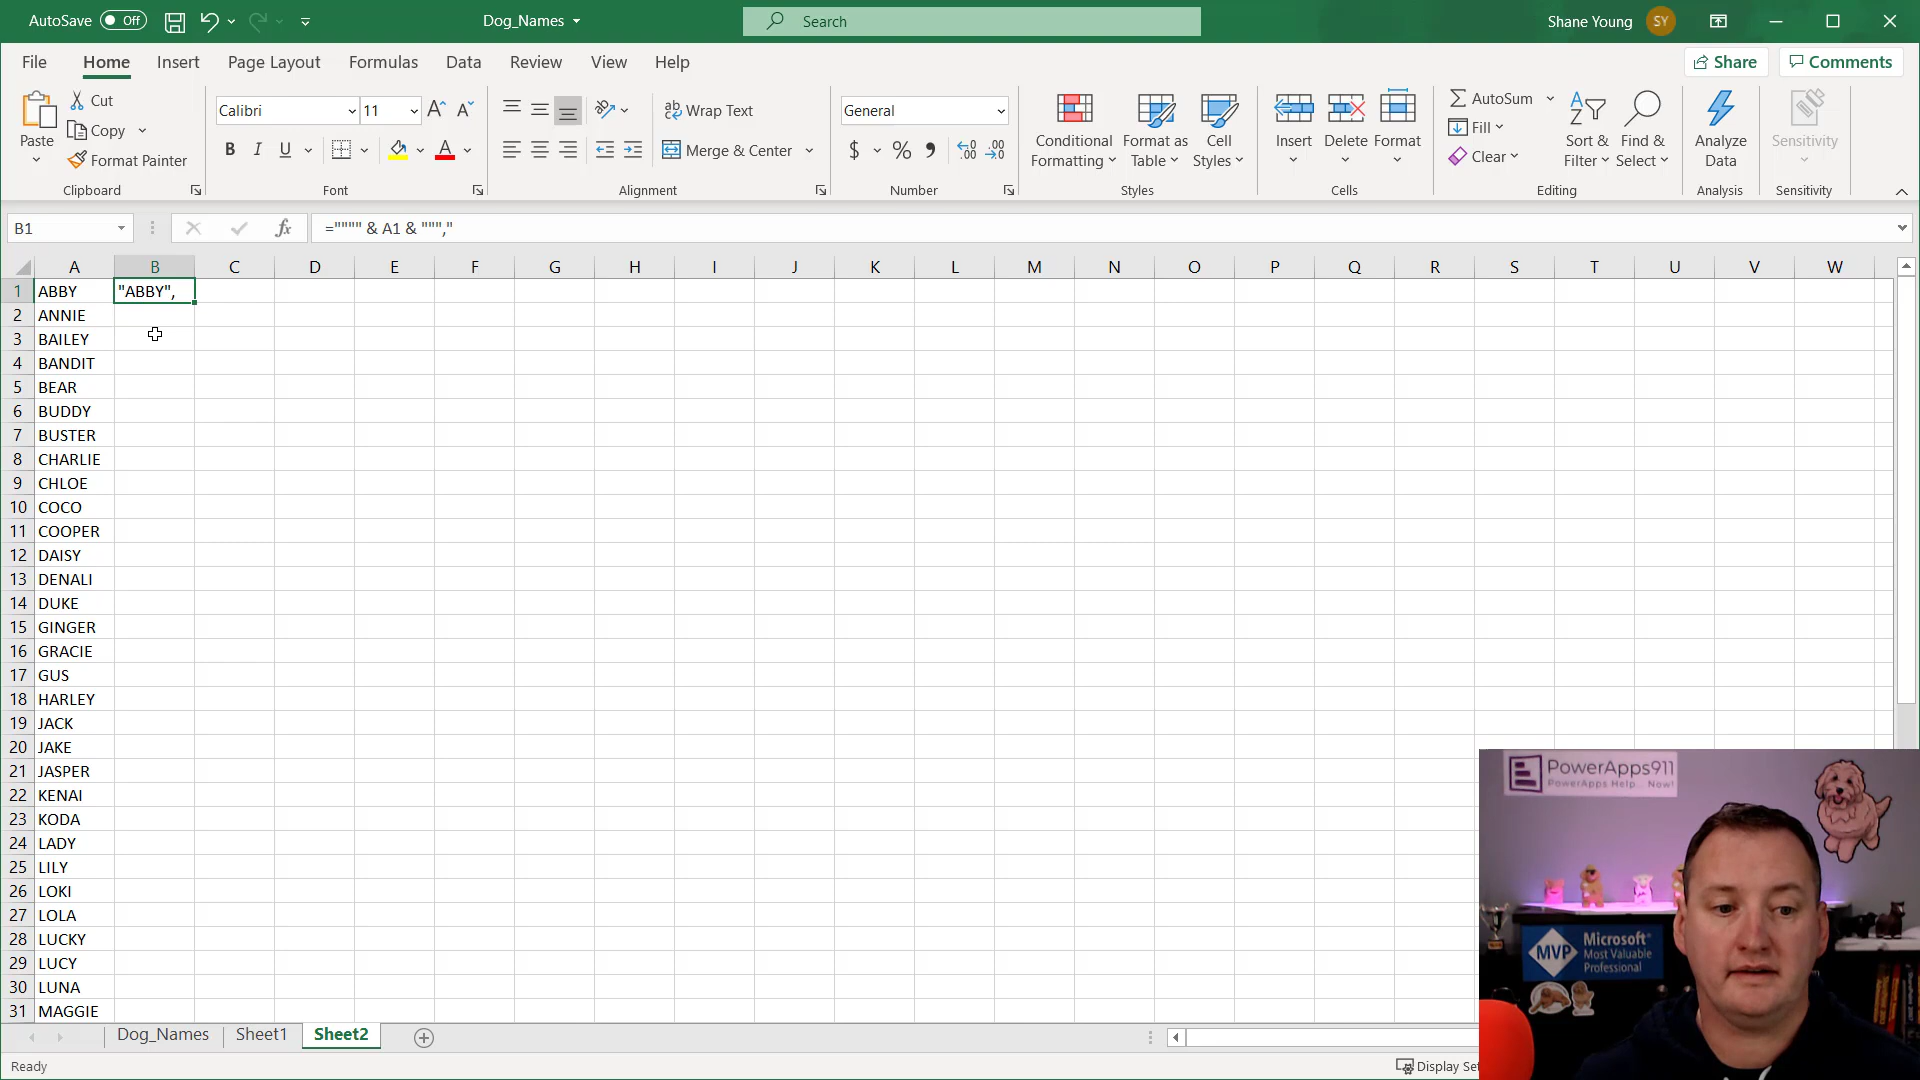 AutoSave Off Dog_Names Search Shane Young SY
File Home Insert Page Layout Formulas Data Review View Help Share Comments
Paste Cut Copy Format Painter Clipboard
Calibri 11 B I U A Font
Wrap Text Merge & Center Alignment
General $ % Number
Conditional Formatting Format as Table Cell Styles Styles
Insert Delete Format Cells
AutoSum Fill Clear Sort & Filter Find & Select Editing
Analyze Data Analysis
Sensitivity Sensitivity
B1 fx ="""" & A1 & ""","
A B C D E F G H I J K L M N O P Q R S T U V W
1 ABBY "ABBY",
2 ANNIE
3 BAILEY
4 BANDIT
5 BEAR
6 BUDDY
7 BUSTER
8 CHARLIE
9 CHLOE
10 COCO
11 COOPER
12 DAISY
13 DENALI
14 DUKE
15 GINGER
16 GRACIE
17 GUS
18 HARLEY
19 JACK
20 JAKE
21 JASPER
22 KENAI
23 KODA
24 LADY
25 LILY
26 LOKI
27 LOLA
28 LUCKY
29 LUCY
30 LUNA
31 MAGGIE
PowerApps911
PowerApps Help... Now!
MVP Microsoft
Most Valuable
Professional
Dog_Names Sheet1 Sheet2
Ready Display Se